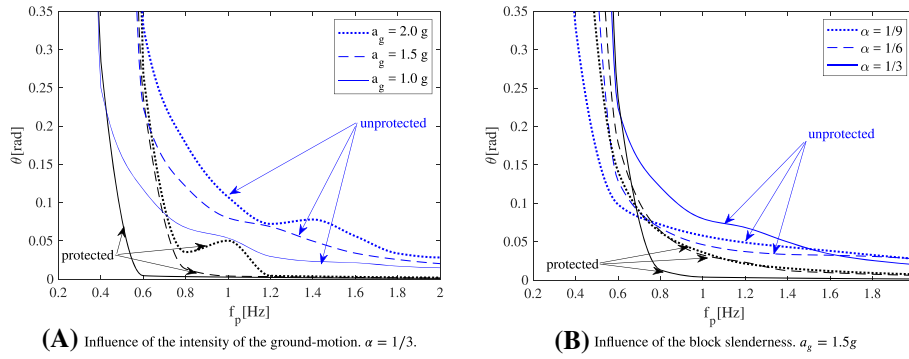 0.35
0.3
0.25
0.2
0.15
0.1
0.05
0
θ[rad]
0.2 0.4 0.6 0.8 1 1.2 1.4 1.6 1.8 2
f_p[Hz]
a_g = 2.0 g
a_g = 1.5 g
a_g = 1.0 g
unprotected
protected
(A) Influence of the intensity of the ground-motion. α = 1/3.
0.35
0.3
0.25
0.2
0.15
0.1
0.05
0
θ[rad]
0.2 0.4 0.6 0.8 1 1.2 1.4 1.6 1.8
f_p[Hz]
α = 1/9
α = 1/6
α = 1/3
unprotected
protected
(B) Influence of the block slenderness. a_g = 1.5g